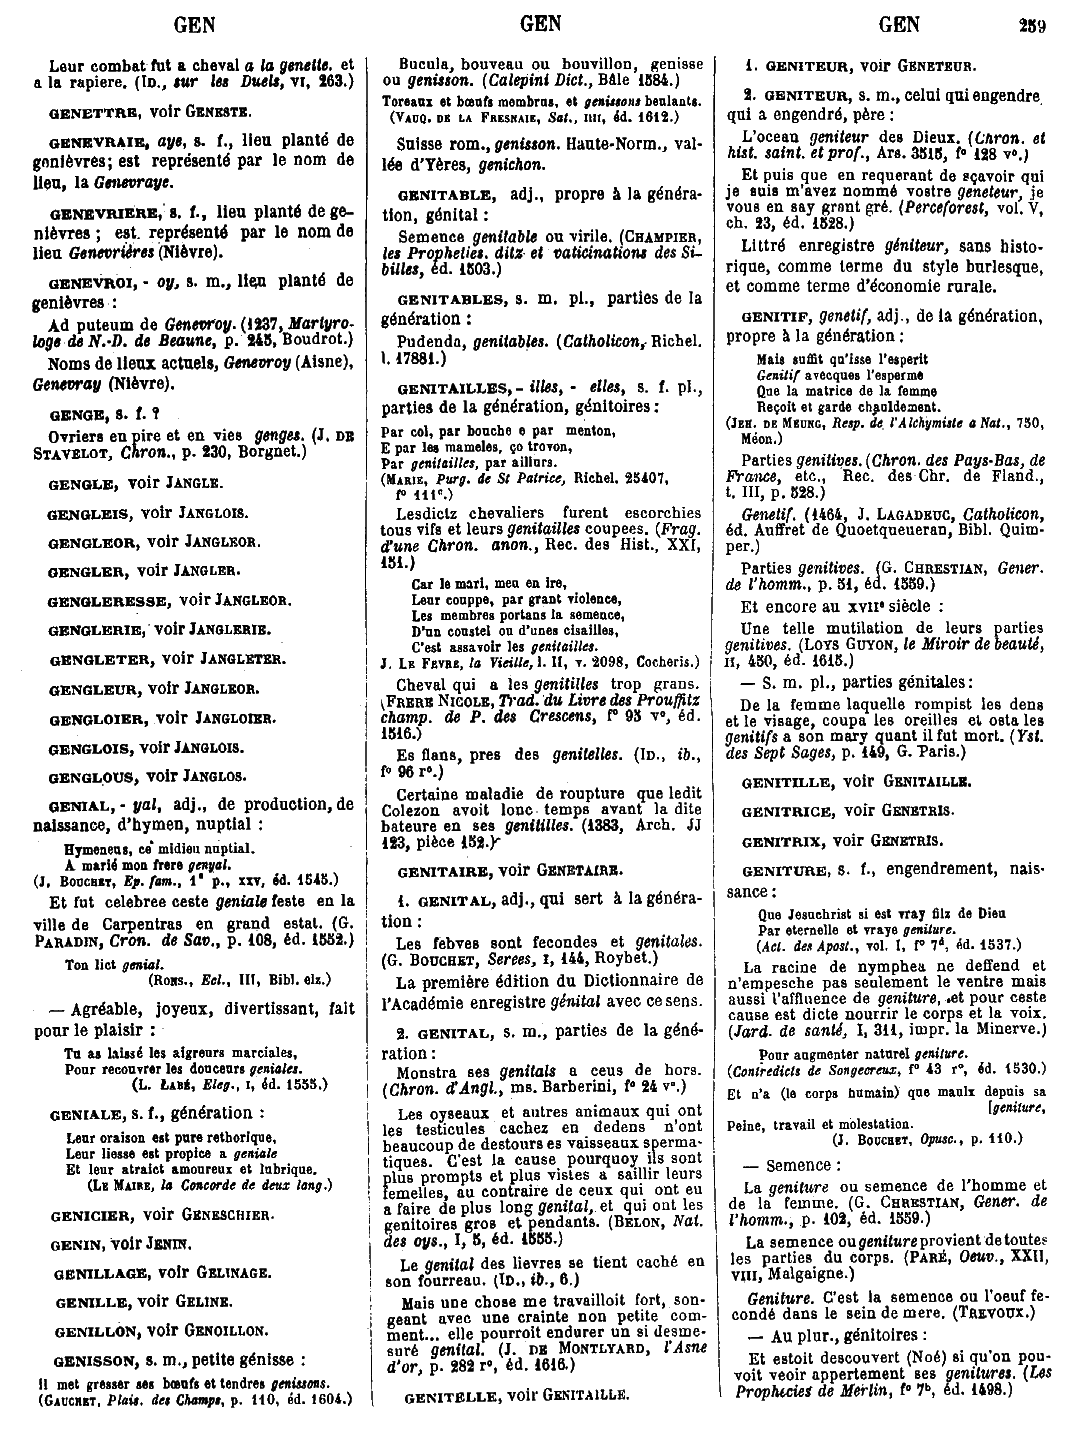 GEN
GEN
GEN
259
Leur combat fut a cheval a la genette. et
a la rapiere. (ID., sur les Duels, VI, 263.)
GENETTRE, voir GENESTE.
GENEVRAIE, aye, s. f., lieu planté de
genièvres; est représenté par le nom de
lieu, la Genevraye.
GENEVRIERE, s. f., lieu planté de ge-
nièvres; est représenté par le nom de
lieu Genevrières (Nièvre).
GENEVROI, - oy, s. m., lieu planté de
genièvres :
Ad puteum de Genevroy. (1237, Martyro-
loge de N.-D. de Beaune, p. 245, Boudrot.)
Noms de lieux actuels, Genevroy (Aisne),
Genevray (Nièvre).
GENGE, s. f. ?
Ovriers en pire et en vies genges. (J. DE
STAVELOT, Chron., p. 230, Borgnet.)
GENGLE, voir JANGLE.
GENGLEIS, voir JANGLOIS.
GENGLEOR, voir JANGLEOR.
GENGLER, voir JANGLER.
GENGLERESSE, voir JANGLEOR.
GENGLERIE, voir JANGLERIE.
GENGLETER, voir JANGLETER.
GENGLEUR, voir JANGLEOR.
GENGLOIER, voir JANGLOIER.
GENGLOIS, voir JANGLOIS.
GENGLOUS, voir JANGLOS.
GENIAL, - yal, adj., de production, de
naissance, d'hymen, nuptial :
Hymeneus, ce midieu nuptial.
A marié mon frere genyal.
(J. BOUCHET, Ep. fam., 1ª p., XXV, éd. 1545.)
Et fut celebree ceste geniale feste en la
ville de Carpentras en grand estat. (G.
PARADIN, Cron. de Sav., p. 108, éd. 1552.)
Ton lict genial.
(RONS., Ecl., III, Bibl. elz.)
— Agréable, joyeux, divertissant, fait
pour le plaisir :
Tu as laissé les aigreurs marciales,
Pour recouvrer les douceurs geniales.
(L. LABÉ, Eleg., I, éd. 1555.)
GENIALE, s. f., génération :
Leur oraison est pure rethorique,
Leur liesse est propice a geniale
Et leur atraict amoureux et lubrique.
(LE MAIRE, la Concorde de deux lang.)
GENICIER, voir GENESCHIER.
GENIN, voir JENIN.
GENILLAGE, voir GELINAGE.
GENILLE, voir GELINE.
GENILLON, voir GENOILLON.
GENISSON, s. m., petite génisse :
Il met gresser ses bœufs et tendres genissons.
(GAUCHET, Plais. des Champs, p. 110, éd. 1604.)
Bucula, bouveau ou bouvillon, genisse
ou genisson. (Calepini Dict., Bâle 1584.)
Toreaux et bœufs membrus, et genissons beulants.
(VAUQ. DE LA FRESNAIE, Sat., IIII, éd. 1612.)
Suisse rom., genisson. Haute-Norm., val-
lée d'Yères, genichon.
GENITABLE, adj., propre à la généra-
tion, génital :
Semence genitable ou virile. (CHAMPIER,
les Propheties. ditz et vaticinations des Si-
billes, éd. 1503.)
GENITABLES, s. m. pl., parties de la
génération :
Pudenda, genitables. (Catholicon, Richel.
l. 17881.)
GENITAILLES, - illes, - elles, s. f. pl.,
parties de la génération, génitoires :
Par col, par bouche e par menton,
E par les mameles, ço trovon,
Par genitailles, par aillurs.
(MARIE, Purg. de St Patrice, Richel. 25407,
fº 111ᶜ.)
Lesdictz chevaliers furent escorchies
tous vifs et leurs genitailles coupees. (Frag.
d'une Chron. anon., Rec. des Hist., XXI,
151.)
Car le mari, meu en ire,
Leur couppe, par grant violence,
Les membres portans la semence,
D'un coustel ou d'unes cisailles,
C'est assavoir les genitailles.
J. LE FEVRE, la Vieille, l. II, v. 2098, Cocheris.)
Cheval qui a les genitilles trop grans.
(FRERE NICOLE, Trad. du Livre des Prouffitz
champ. de P. des Crescens, fº 93 vº, éd.
1516.)
Es flans, pres des genitelles. (ID., ib.,
fº 96 rº.)
Certaine maladie de roupture que ledit
Colezon avoit lonc temps avant la dite
bateure en ses genitilles. (1383, Arch. JJ
123, pièce 152.)
GENITAIRE, voir GENETAIRE.
1. GENITAL, adj., qui sert à la généra-
tion :
Les febves sont fecondes et genitales.
(G. BOUCHET, Serees, I, 144, Roybet.)
La première édition du Dictionnaire de
l'Académie enregistre génital avec ce sens.
2. GENITAL, s. m., parties de la géné-
ration :
Monstra ses genitals a ceus de hors.
(Chron. d'Angl., ms. Barberini, fº 24 vº.)
Les oyseaux et autres animaux qui ont
les testicules cachez en dedens n'ont
beaucoup de destours es vaisseaux sperma-
tiques. C'est la cause pourquoy ils sont
plus prompts et plus vistes a saillir leurs
femelles, au contraire de ceux qui ont eu
a faire de plus long genital, et qui ont les
genitoires gros et pendants. (BELON, Nat.
des oys., I, 5, éd. 1555.)
Le genital des lievres se tient caché en
son fourreau. (ID., ib., 6.)
Mais une chose me travailloit fort, son-
geant avec une crainte non petite com-
ment... elle pourroit endurer un si desme-
suré genital. (J. DE MONTLYARD, l'Asne
d'or, p. 282 rº, éd. 1616.)
GENITELLE, voir GENITAILLE.
1. GENITEUR, voir GENETEUR.
2. GENITEUR, s. m., celui qui engendre
qui a engendré, père :
L'ocean geniteur des Dieux. (Chron. et
hist. saint. et prof., Ars. 3515, fº 128 vº.)
Et puis que en requerant de sçavoir qui
je suis m'avez nommé vostre geneteur, je
vous en say grant gré. (Perceforest, vol. V,
ch. 23, éd. 1528.)
Littré enregistre géniteur, sans histo-
rique, comme terme du style burlesque,
et comme terme d'économie rurale.
GENITIF, genetif, adj., de la génération,
propre à la génération :
Mais suffit qu'isse l'esperit
Genitif avecques l'esperme
Que la matrice de la femme
Reçoit et garde chauldement.
(JEH. DE MEUNG, Resp. de l'Alchymiste a Nat., 750,
Méon.)
Parties genitives. (Chron. des Pays-Bas, de
France, etc., Rec. des Chr. de Fland.,
t. III, p. 528.)
Genetif. (1464, J. LAGADEUC, Catholicon,
éd. Auffret de Quoetqueueran, Bibl. Quim-
per.)
Parties genitives. (G. CHRESTIAN, Gener.
de l'homm., p. 51, éd. 1559.)
Et encore au XVIIᵉ siècle :
Une telle mutilation de leurs parties
genitives. (LOYS GUYON, le Miroir de beauté,
II, 450, éd. 1615.)
— S. m. pl., parties génitales :
De la femme laquelle rompist les dens
et le visage, coupa les oreilles et osta les
genitifs a son mary quant il fut mort. (Yst.
des Sept Sages, p. 149, G. Paris.)
GENITILLE, voir GENITAILLE.
GENITRICE, voir GENETRIS.
GENITRIX, voir GENETRIS.
GENITURE, s. f., engendrement, nais-
sance :
Que Jesuchrist si est vray filz de Dieu
Par eternelle et vraye geniture.
(Act. des Apost., vol. I, fº 7ᵈ, éd. 1537.)
La racine de nymphea ne deffend et
n'empesche pas seulement le ventre mais
aussi l'affluence de geniture, et pour ceste
cause est dicte nourrir le corps et la voix.
(Jard. de santé, I, 311, impr. la Minerve.)
Pour augmenter naturel geniture.
(Contredicts de Songecreux, fº 43 rº, éd. 1530.)
Et n'a (le corps humain) que maulx depuis sa
[geniture,
Peine, travail et molestation.
(J. BOUCHET, Opusc., p. 110.)
— Semence :
La geniture ou semence de l'homme et
de la femme. (G. CHRESTIAN, Gener. de
l'homm., p. 102, éd. 1559.)
La semence ou geniture provient de toutes
les parties du corps. (PARÉ, Oeuv., XXII,
VIII, Malgaigne.)
Geniture. C'est la semence ou l'oeuf fe-
condé dans le sein de mere. (TREVOUX.)
— Au plur., génitoires :
Et estoit descouvert (Noé) si qu'on pou-
voit veoir appertement ses genitures. (Les
Prophecies de Merlin, fº 7ᵇ, éd. 1498.)